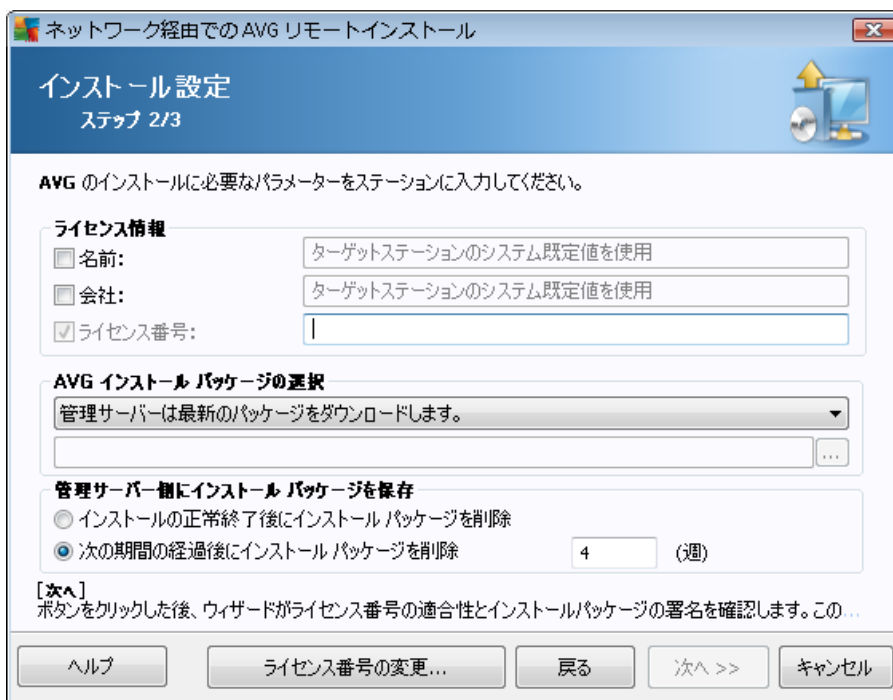 ネットワーク経由でのAVG リモートインストール
インストール設定
ステップ 2/3
AVG のインストールに必要なパラメーターをステーションに入力してください。
ライセンス情報
名前:
ターゲットステーションのシステム既定値を使用
会社:
ターゲットステーションのシステム既定値を使用
ライセンス番号:
AVG インストール パッケージの選択
管理サーバーは最新のパッケージをダウンロードします。
...
管理サーバー側にインストール パッケージを保存
インストールの正常終了後にインストール パッケージを削除
次の期間の経過後にインストール パッケージを削除 4 (週)
[次へ]
ボタンをクリックした後、ウィザードがライセンス番号の適合性とインストールパッケージの署名を確認します。この...
ヘルプ ライセンス番号の変更... 戻る 次へ >> キャンセル